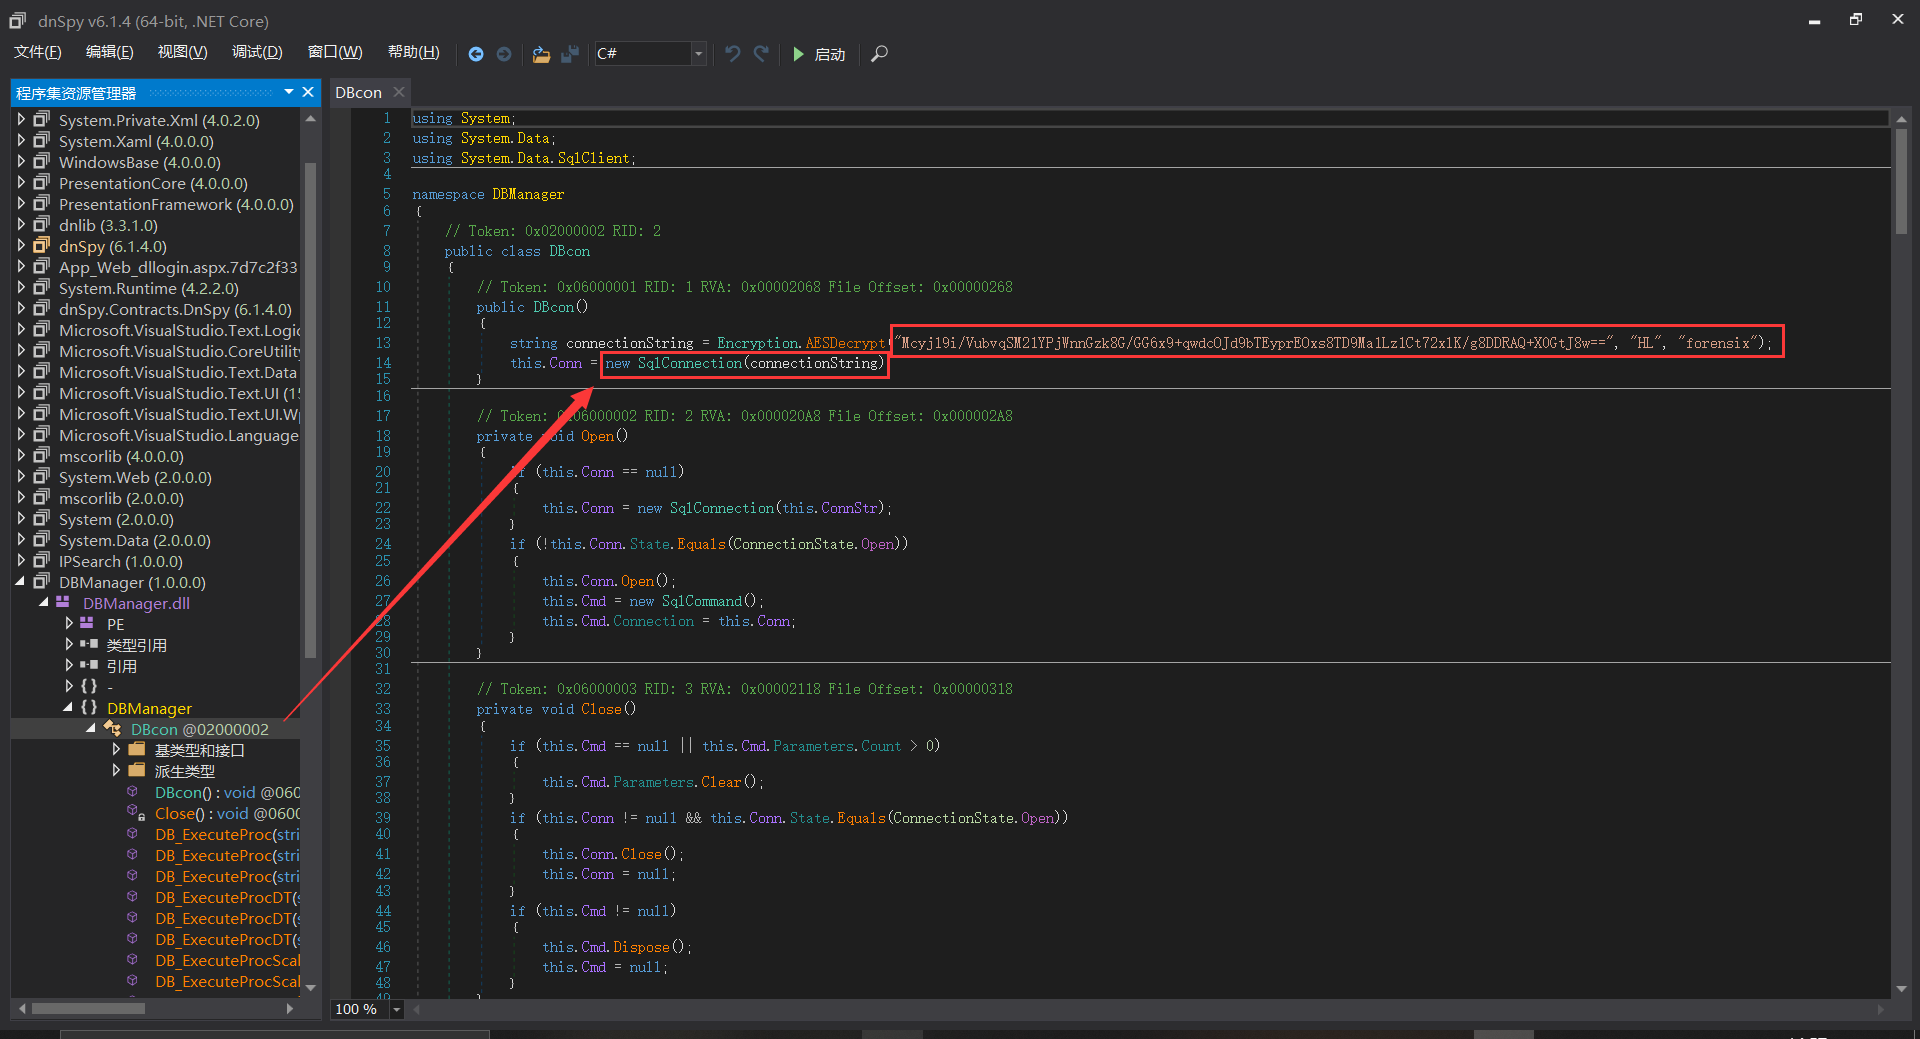 dnSpy v6.1.4 (64-bit, .NET Core)
文件(F) 编辑(E) 视图(V) 调试(D) 窗口(W) 帮助(H) C# 启动
程序集资源管理器
System.Private.Xml (4.0.2.0)
System.Xaml (4.0.0.0)
WindowsBase (4.0.0.0)
PresentationCore (4.0.0.0)
PresentationFramework (4.0.0.0)
dnlib (3.3.1.0)
dnSpy (6.1.4.0)
App_Web_dllogin.aspx.7d7c2f33
System.Runtime (4.2.2.0)
dnSpy.Contracts.DnSpy (6.1.4.0)
Microsoft.VisualStudio.Text.Logic
Microsoft.VisualStudio.CoreUtility
Microsoft.VisualStudio.Text.Data
Microsoft.VisualStudio.Text.UI (15
Microsoft.VisualStudio.Text.UI.Wp
Microsoft.VisualStudio.Language
mscorlib (4.0.0.0)
System.Web (2.0.0.0)
mscorlib (2.0.0.0)
System (2.0.0.0)
System.Data (2.0.0.0)
IPSearch (1.0.0.0)
DBManager (1.0.0.0)
DBManager.dll
PE
类型引用
引用
{ } -
{ } DBManager
DBcon @02000002
基类型和接口
派生类型
DBcon() : void @060
Close() : void @0600
DB_ExecuteProc(stri
DB_ExecuteProc(stri
DB_ExecuteProc(stri
DB_ExecuteProcDT(s
DB_ExecuteProcDT(s
DB_ExecuteProcDT(s
DB_ExecuteProcScal
DB_ExecuteProcScal
DBcon
1 using System;
2 using System.Data;
3 using System.Data.SqlClient;
4
5 namespace DBManager
6 {
7 // Token: 0x02000002 RID: 2
8 public class DBcon
9 {
10 // Token: 0x06000001 RID: 1 RVA: 0x00002068 File Offset: 0x00000268
11 public DBcon()
12 {
13 string connectionString = Encryption.AESDecrypt("Mcyj19i/VubvqSM21YPjWnnGzk8G/GG6x9+qwdcOJd9bTEyprEOxs8TD9Ma1Lz1Ct72x1K/g8DDRAQ+XOGtJ8w==", "HL", "forensix");
14 this.Conn = new SqlConnection(connectionString)
15 }
16
17 // Token: 0x06000002 RID: 2 RVA: 0x000020A8 File Offset: 0x000002A8
18 private void Open()
19 {
20 if (this.Conn == null)
21 {
22 this.Conn = new SqlConnection(this.ConnStr);
23 }
24 if (!this.Conn.State.Equals(ConnectionState.Open))
25 {
26 this.Conn.Open();
27 this.Cmd = new SqlCommand();
28 this.Cmd.Connection = this.Conn;
29 }
30 }
31
32 // Token: 0x06000003 RID: 3 RVA: 0x00002118 File Offset: 0x00000318
33 private void Close()
34 {
35 if (this.Cmd == null || this.Cmd.Parameters.Count > 0)
36 {
37 this.Cmd.Parameters.Clear();
38 }
39 if (this.Conn != null && this.Conn.State.Equals(ConnectionState.Open))
40 {
41 this.Conn.Close();
42 this.Conn = null;
43 }
44 if (this.Cmd != null)
45 {
46 this.Cmd.Dispose();
47 this.Cmd = null;
48 }
49 }
100 %